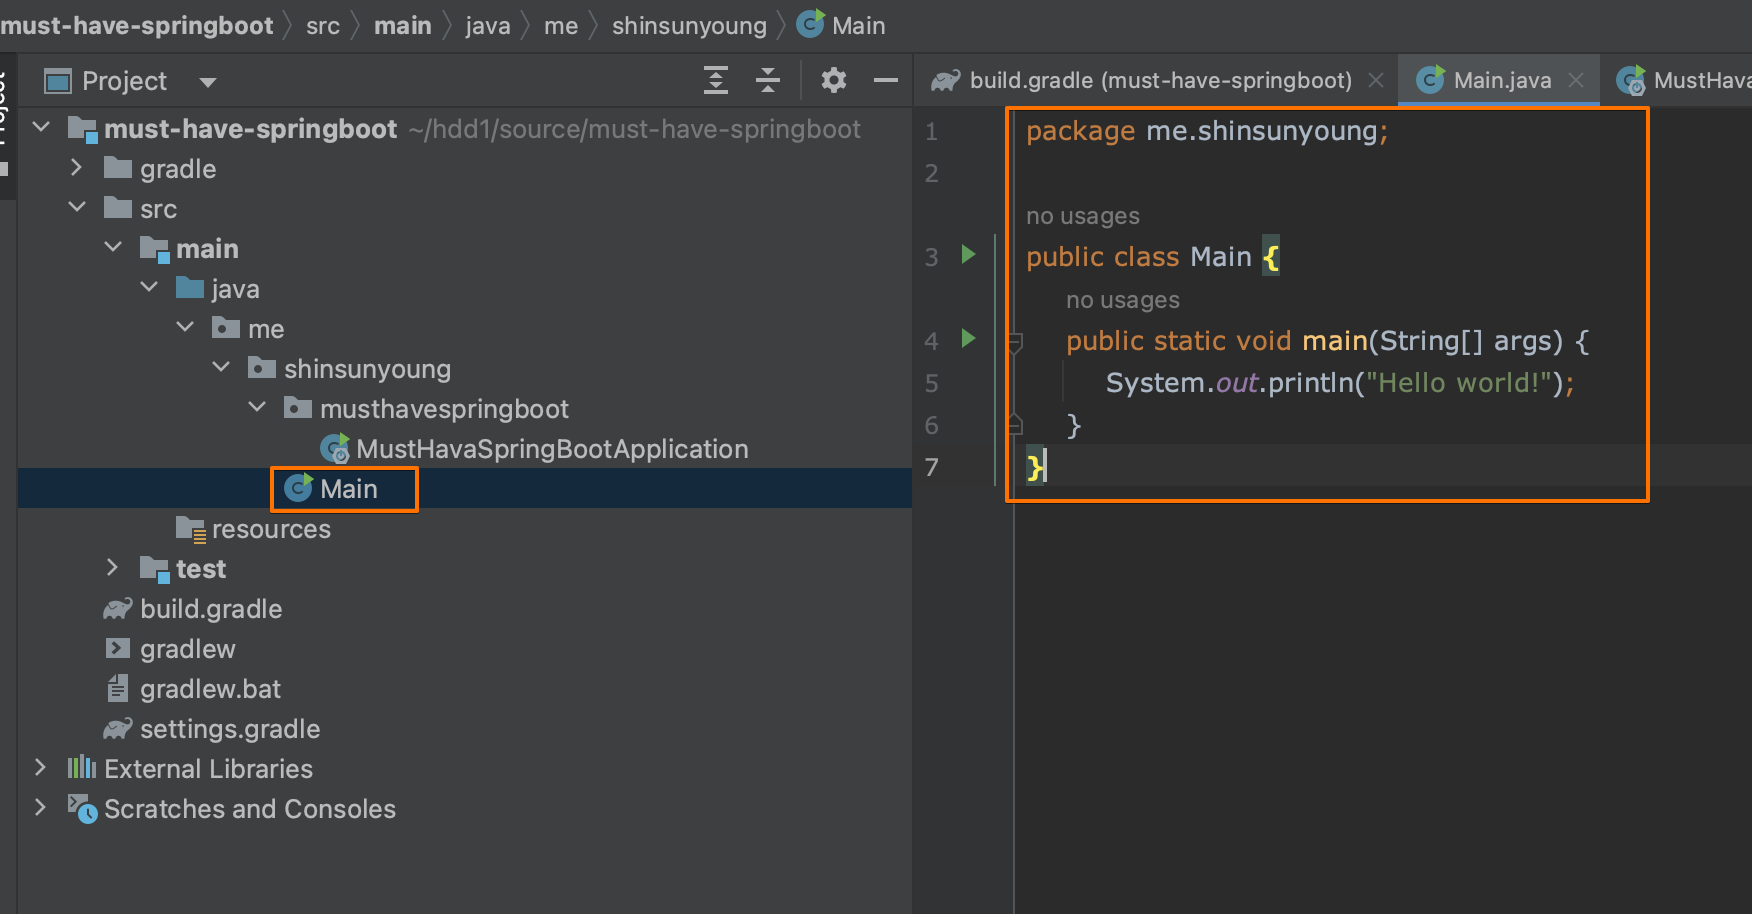 must-have-springboot src main java me shinsunyoung Main
Project
build.gradle (must-have-springboot) Main.java MustHava
must-have-springboot ~/hdd1/source/must-have-springboot
gradle
src
main
java
me
shinsunyoung
musthavespringboot
MustHavaSpringBootApplication
Main
resources
test
build.gradle
gradlew
gradlew.bat
settings.gradle
External Libraries
Scratches and Consoles
1 package me.shinsunyoung;
2
no usages
3 public class Main {
no usages
4 public static void main(String[] args) {
5 System.out.println("Hello world!");
6 }
7 }